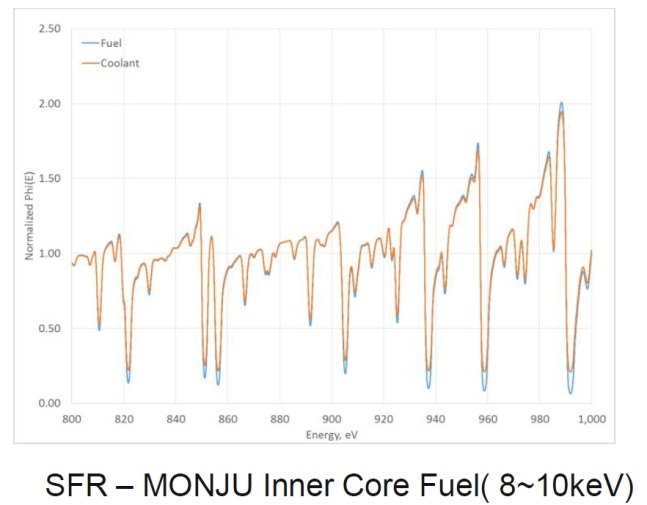 2.50
Fuel
Coolant
2.00
1.50
Normalized Phi(E)
1.00
0.50
0.00
800 820 840 860 880 900 920 940 960 980 1,000
Energy, eV
SFR – MONJU Inner Core Fuel( 8~10keV)